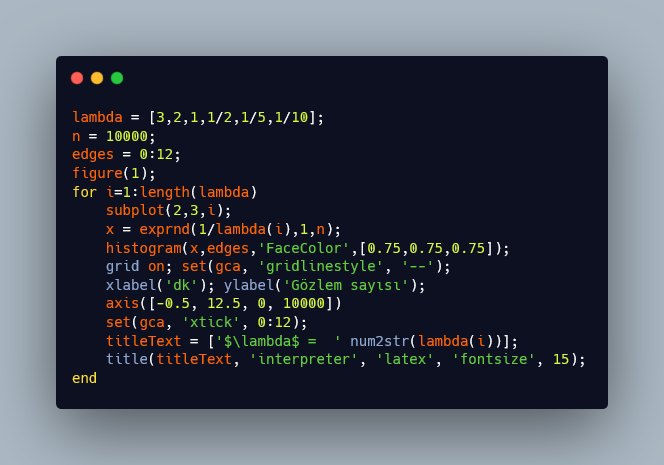 lambda = [3,2,1,1/2,1/5,1/10];
n = 10000;
edges = 0:12;
figure(1);
for i=1:length(lambda)
    subplot(2,3,i);
    x = exprnd(1/lambda(i),1,n);
    histogram(x,edges,'FaceColor',[0.75,0.75,0.75]);
    grid on; set(gca, 'gridlinestyle', '--');
    xlabel('dk'); ylabel('Gözlem sayısı');
    axis([-0.5, 12.5, 0, 10000])
    set(gca, 'xtick', 0:12);
    titleText = ['$\lambda$ =  ' num2str(lambda(i))];
    title(titleText, 'interpreter', 'latex', 'fontsize', 15);
end